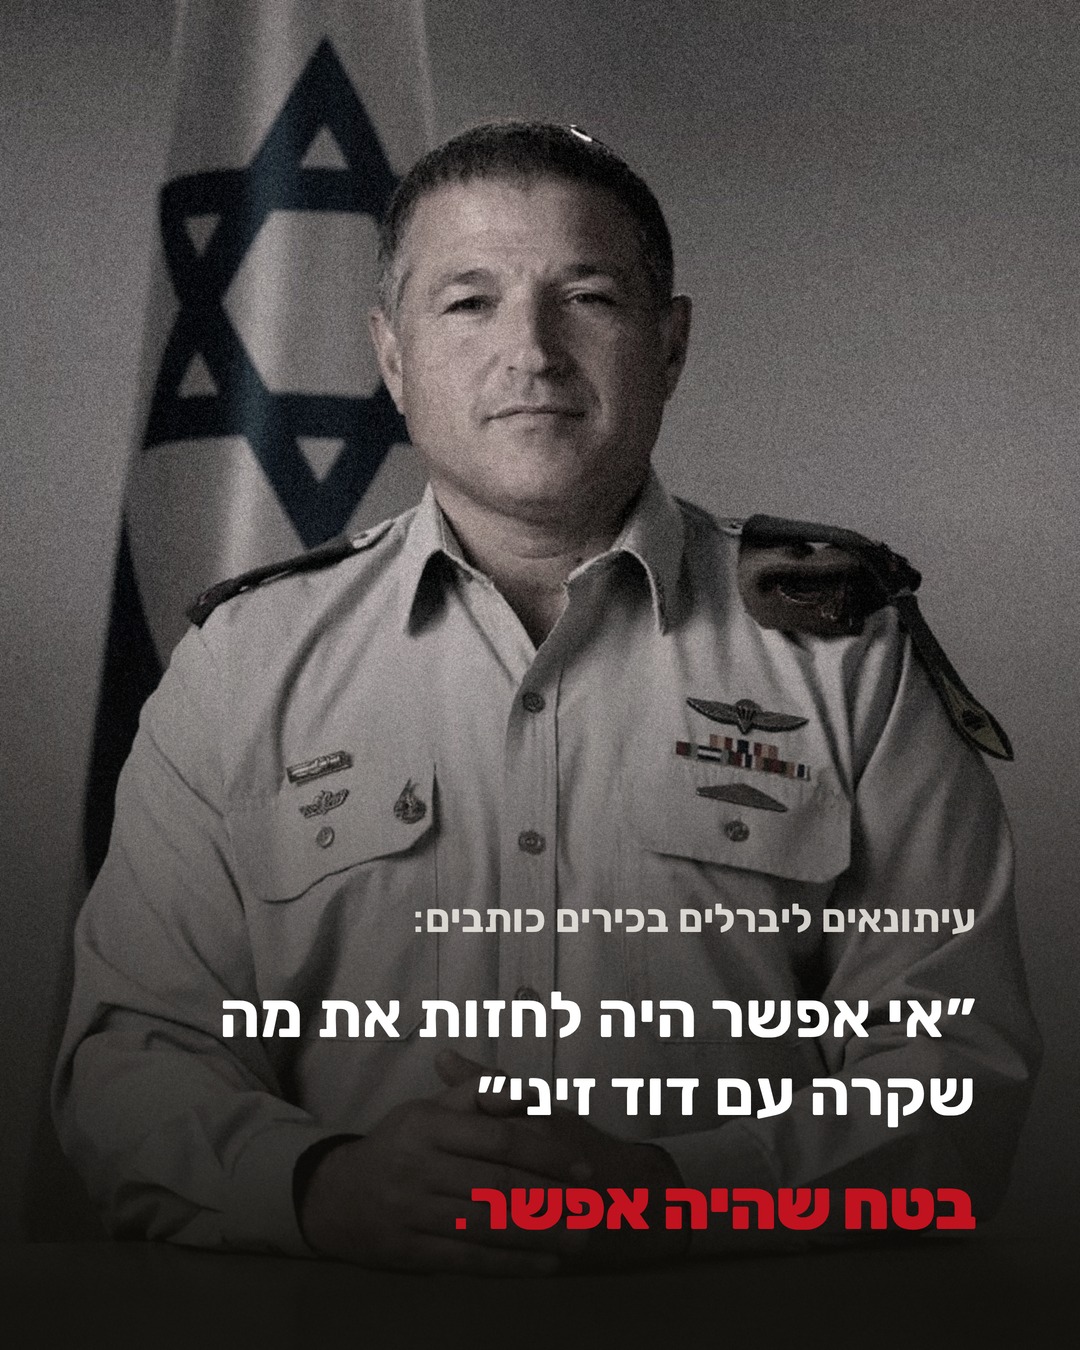 עיתונאים ליברלים בכירים כותבים:
"אי אפשר היה לחזות את מה
שקרה עם דוד זיני"
בטח שהיה אפשר.